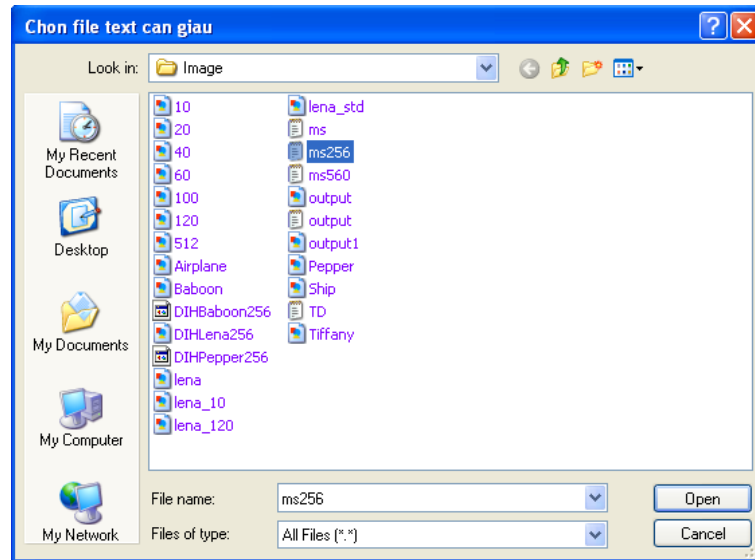 Chon file text can giau
Look in:
Image
My Recent
Documents
Desktop
My Documents
My Computer
My Network
10
20
40
60
100
120
512
Airplane
Baboon
DIHBaboon256
DIHLena256
DIHPepper256
lena
lena_10
lena_120
lena_std
ms
ms256
ms560
output
output
output1
Pepper
Ship
TD
Tiffany
File name:
ms256
Open
Files of type:
All Files (*.*)
Cancel